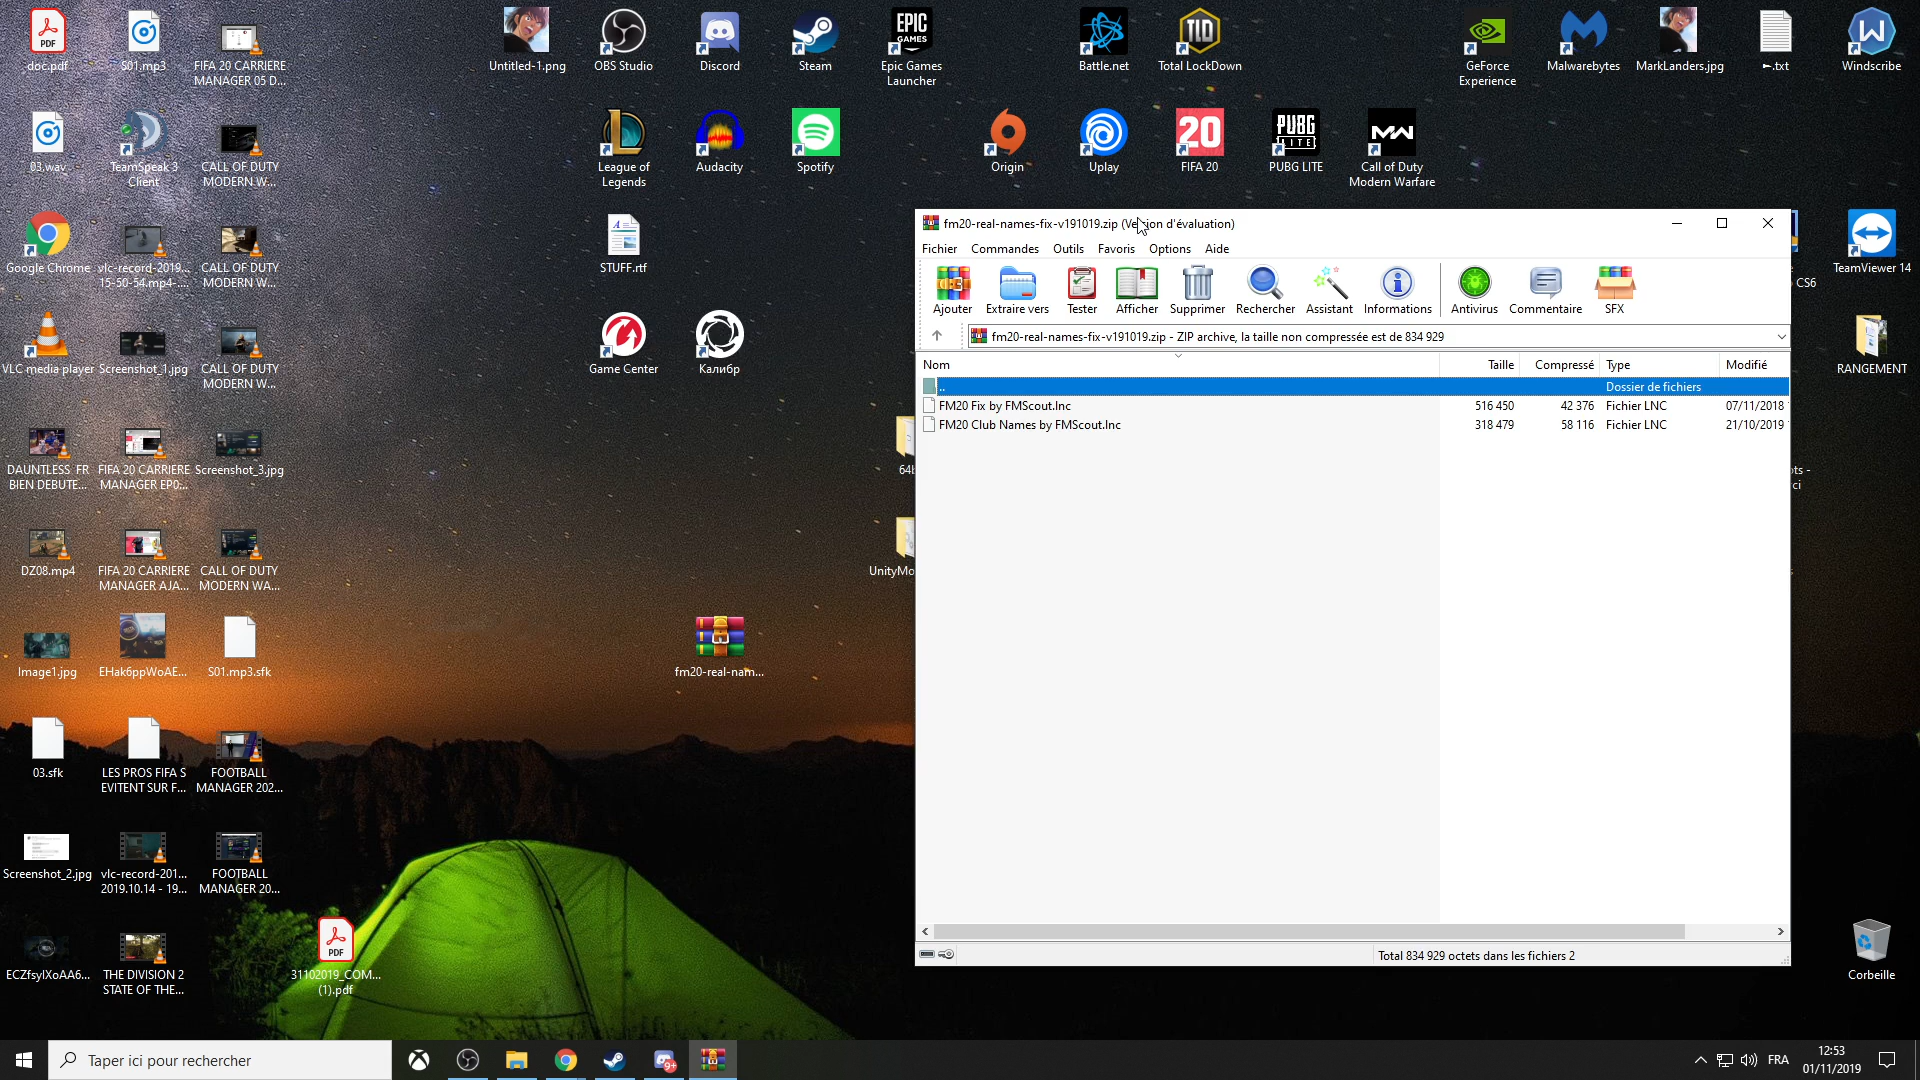 doc.pdf
S01.mp3
FIFA 20 CARRIERE
MANAGER 05 D...
Untitled-1.png
OBS Studio
Discord
Steam
EPIC
GAMES
Epic Games
Launcher
Battle.net
TLD
Total LockDown
GeForce
Experience
Malwarebytes
MarkLanders.jpg
►.txt
Windscribe
03.wav
TeamSpeak 3
Client
CALL OF DUTY
MODERN W...
League of
Legends
Audacity
Spotify
Origin
Uplay
20
FIFA 20
PUBG
LITE
PUBG LITE
MW
Call of Duty
Modern Warfare
Google Chrome
vlc-record-2019...
15-50-54.mp4-....
CALL OF DUTY
MODERN W...
STUFF.rtf
TeamViewer 14
CS6
VLC media player
Screenshot_1.jpg
CALL OF DUTY
MODERN W...
Game Center
Калибр
RANGEMENT
DAUNTLESS FR
BIEN DEBUTE...
FIFA 20 CARRIERE
MANAGER EP0...
Screenshot_3.jpg
DZ08.mp4
FIFA 20 CARRIERE
MANAGER AJA...
CALL OF DUTY
MODERN WA...
UnityMo
Image1.jpg
EHak6ppWoAE...
S01.mp3.sfk
fm20-real-nam...
03.sfk
LES PROS FIFA S
EVITENT SUR F...
FOOTBALL
MANAGER 202...
Screenshot_2.jpg
vlc-record-201...
2019.10.14 - 19...
FOOTBALL
MANAGER 20...
ECZfsylXoAA6...
THE DIVISION 2
STATE OF THE...
PDF
31102019_COM...
(1).pdf
Corbeille
fm20-real-names-fix-v191019.zip (Version d'évaluation)
Fichier Commandes Outils Favoris Options Aide
Ajouter Extraire vers Tester Afficher Supprimer Rechercher Assistant Informations Antivirus Commentaire SFX
fm20-real-names-fix-v191019.zip - ZIP archive, la taille non compressée est de 834 929
Nom Taille Compressé Type Modifié
.. Dossier de fichiers
FM20 Fix by FMScout.lnc 516 450 42 376 Fichier LNC 07/11/2018
FM20 Club Names by FMScout.lnc 318 479 58 116 Fichier LNC 21/10/2019
Total 834 929 octets dans les fichiers 2
Taper ici pour rechercher
9+
FRA
12:53
01/11/2019